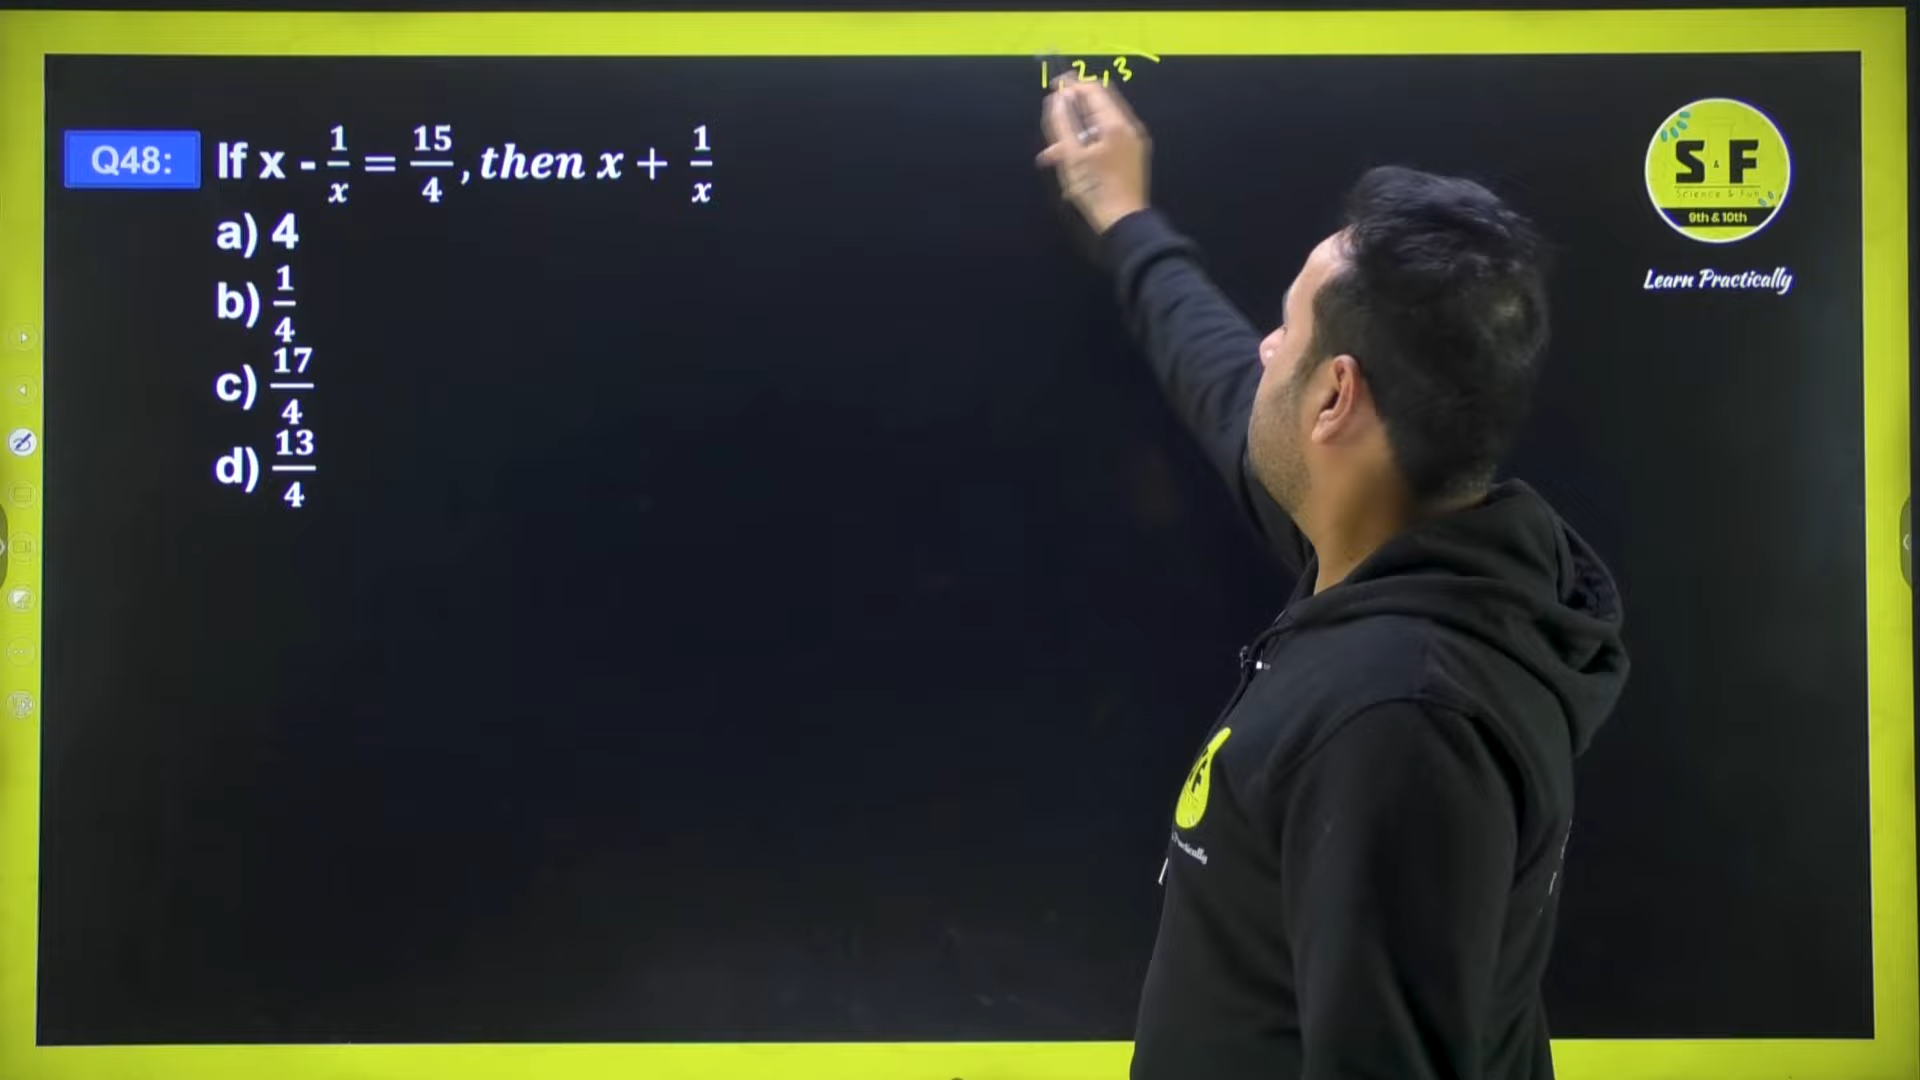 1, 2, 3
Q48: If x - 1/x = 15/4, then x + 1/x
a) 4
b) 1/4
c) 17/4
d) 13/4
S & F
Science & Fun
9th & 10th
Learn Practically